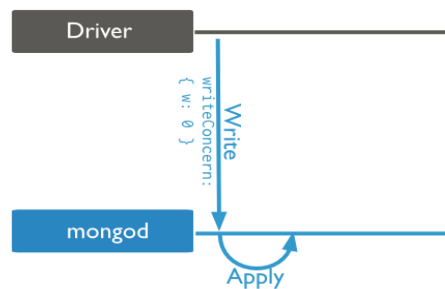 Driver
Write
writeConcern:
{ w: 0 }
mongod
Apply